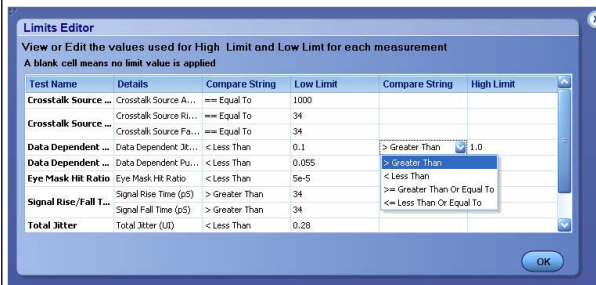 Limits Editor
View or Edit the values used for High Limit and Low Limt for each measurement
A blank cell means no limit value is applied
Test Name Details Compare String Low Limit Compare String High Limit
Crosstalk Source ... Crosstalk Source A... == Equal To 1000
Crosstalk Source ... Crosstalk Source Ri... == Equal To 34
Crosstalk Source Fa... == Equal To 34
Data Dependent ... Data Dependent Jit... < Less Than 0.1 > Greater Than 1.0
Data Dependent ... Data Dependent Pu... < Less Than 0.055 > Greater Than
Eye Mask Hit Ratio Eye Mask Hit Ratio < Less Than 5e-5 < Less Than
>= Greater Than Or Equal To
Signal Rise/Fall T... Signal Rise Time (pS) > Greater Than 34
<= Less Than Or Equal To
Signal Fall Time (pS) > Greater Than 34
Total Jitter Total Jitter (UI) < Less Than 0.28
OK